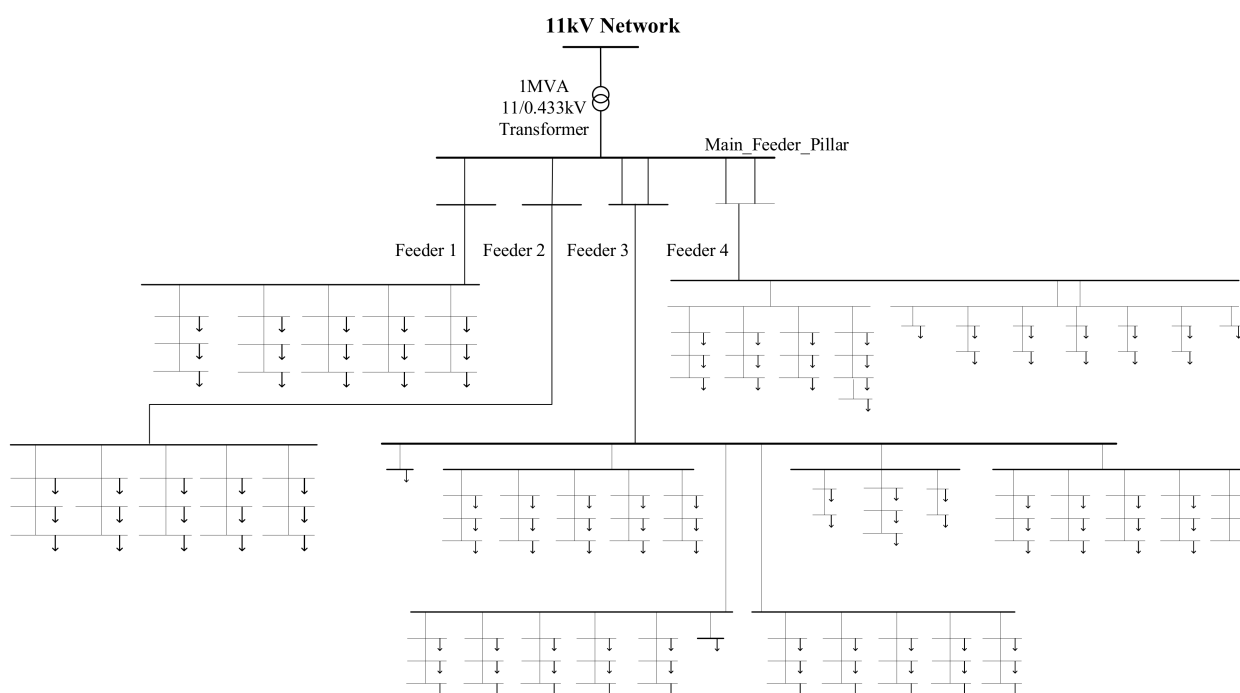 11kV Network
1MVA
11/0.433kV
Transformer
Main_Feeder_Pillar
Feeder 1
Feeder 2
Feeder 3
Feeder 4